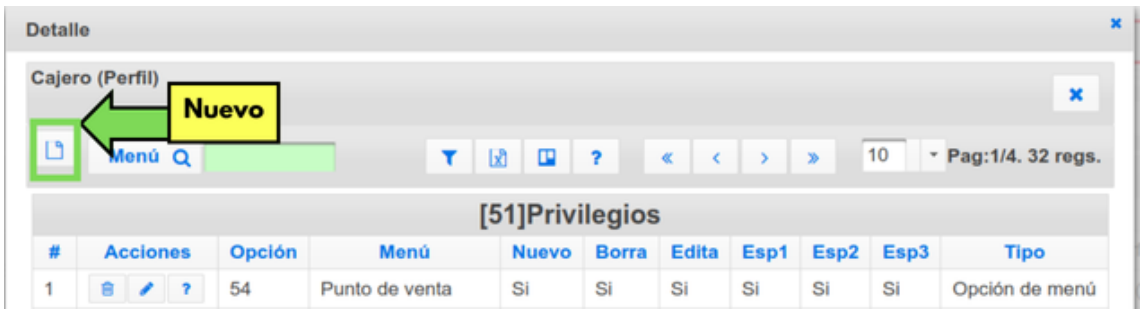 Detalle
Cajero (Perfil)
Nuevo
Menú
? 10 Pag:1/4. 32 regs.
[51]Privilegios
# Acciones Opción Menú Nuevo Borra Edita Esp1 Esp2 Esp3 Tipo
1 ? 54 Punto de venta Si Si Si Si Si Si Opción de menú